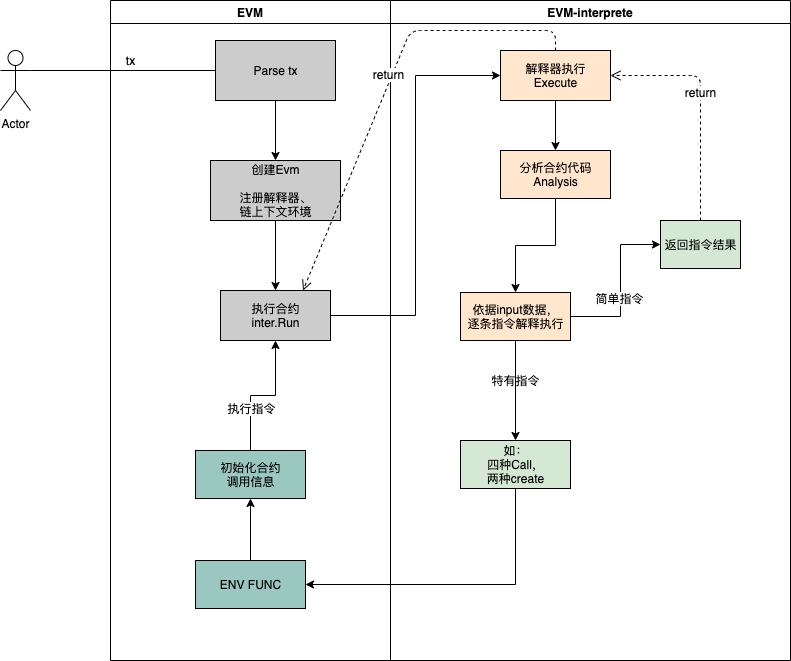 EVM
EVM-interprete
Actor
tx
Parse tx
创建Evm
注册解释器、
链上下文环境
执行合约
inter.Run
执行指令
初始化合约
调用信息
ENV FUNC
return
解释器执行
Execute
return
分析合约代码
Analysis
返回指令结果
简单指令
依据input数据，
逐条指令解释执行
特有指令
如：
四种Call，
两种create